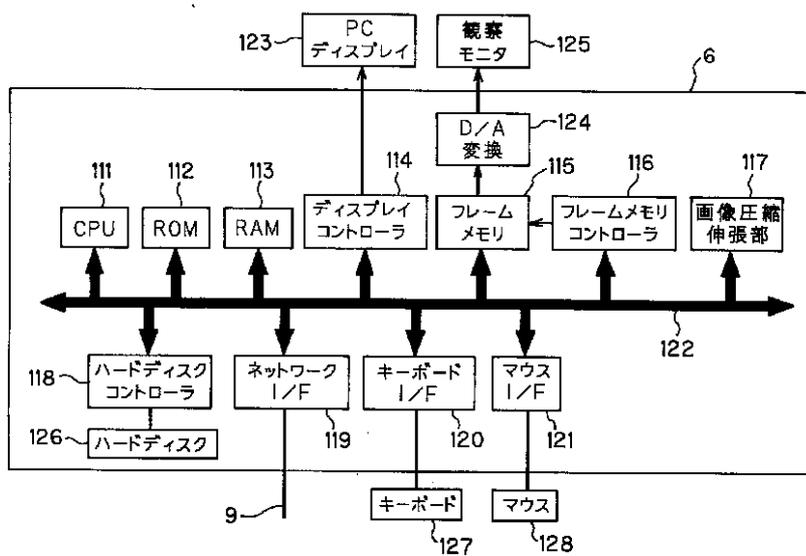 123
PC
ディスプレイ
観察
モニタ
125
6
D/A
変換
124
111
112
113
114
115
116
117
CPU
ROM
RAM
ディスプレイ
コントローラ
フレーム
メモリ
フレームメモリ
コントローラ
画像圧縮
伸張部
122
118
ハードディスク
コントローラ
ネットワーク
I/F
キーボード
I/F
マウス
I/F
119
120
121
126
ハードディスク
9
キーボード
マウス
127
128